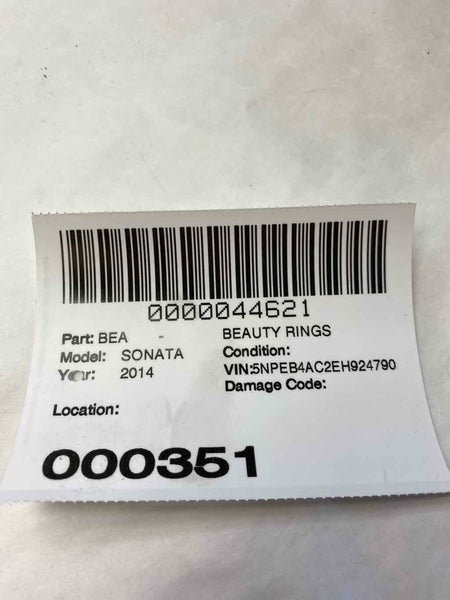 0000044621
Part: BEA - BEAUTY RINGS
Model: SONATA Condition:
Year: 2014 VIN:5NPEB4AC2EH924790
Damage Code:
Location:
000351